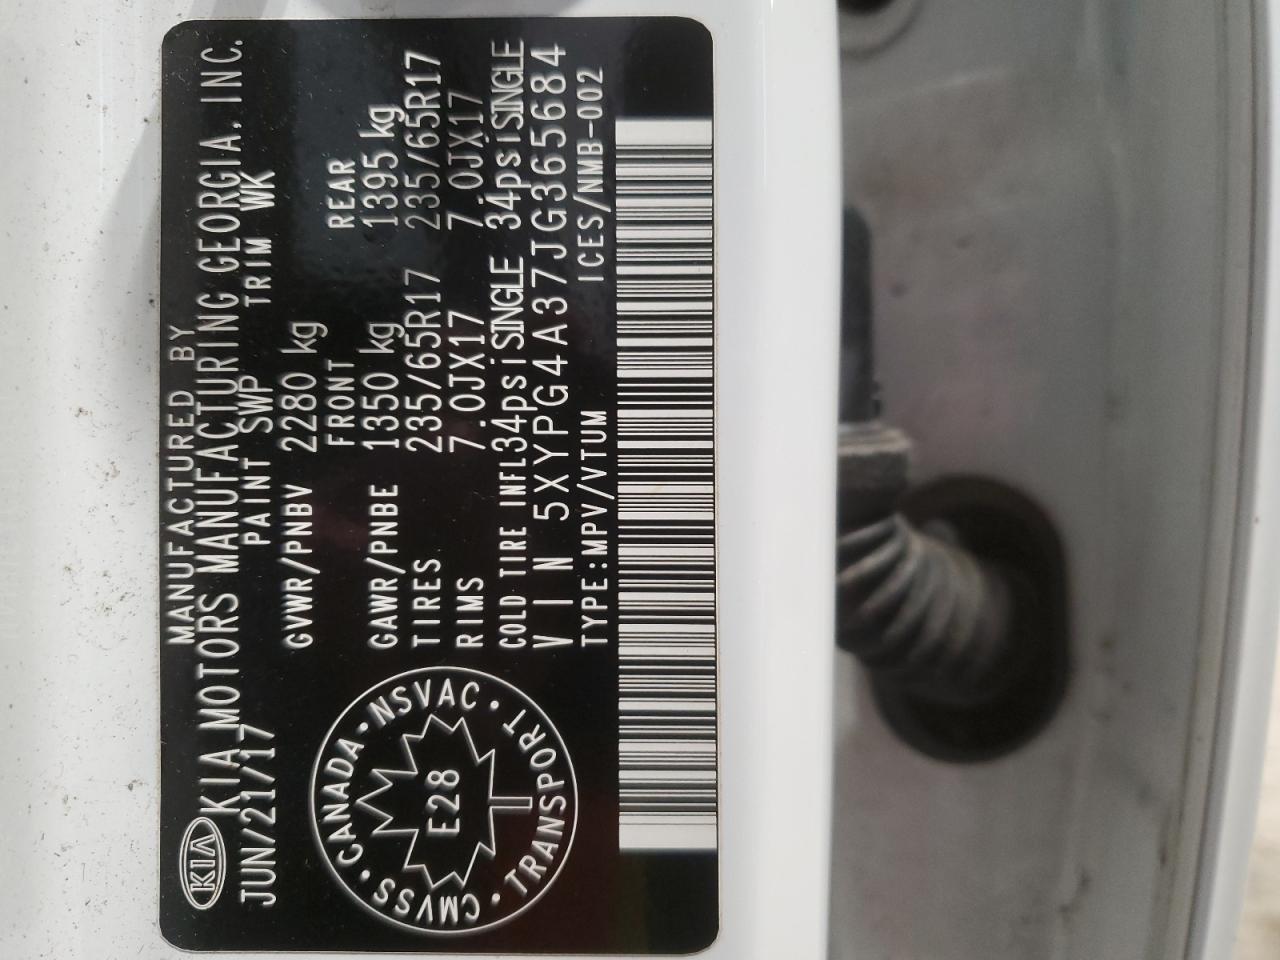 MANUFACTURED BY
KIA KIA MOTORS MANUFACTURING GEORGIA, INC.
JUN/21/17 PAINT SWP TRIM WK
GVWR/PNBV 2280 kg
FRONT REAR
GAWR/PNBE 1350 kg 1395 kg
TIRES 235/65R17 235/65R17
RIMS 7.0JX17 7.0JX17
COLD TIRE INFL34psiSINGLE 34psiSINGLE
VIN 5XYPG4A37JG365684
TYPE:MPV/VTUM ICES/NMB-002
CANADA • NSVAC • TRANSPORT • CMVSS •
E28